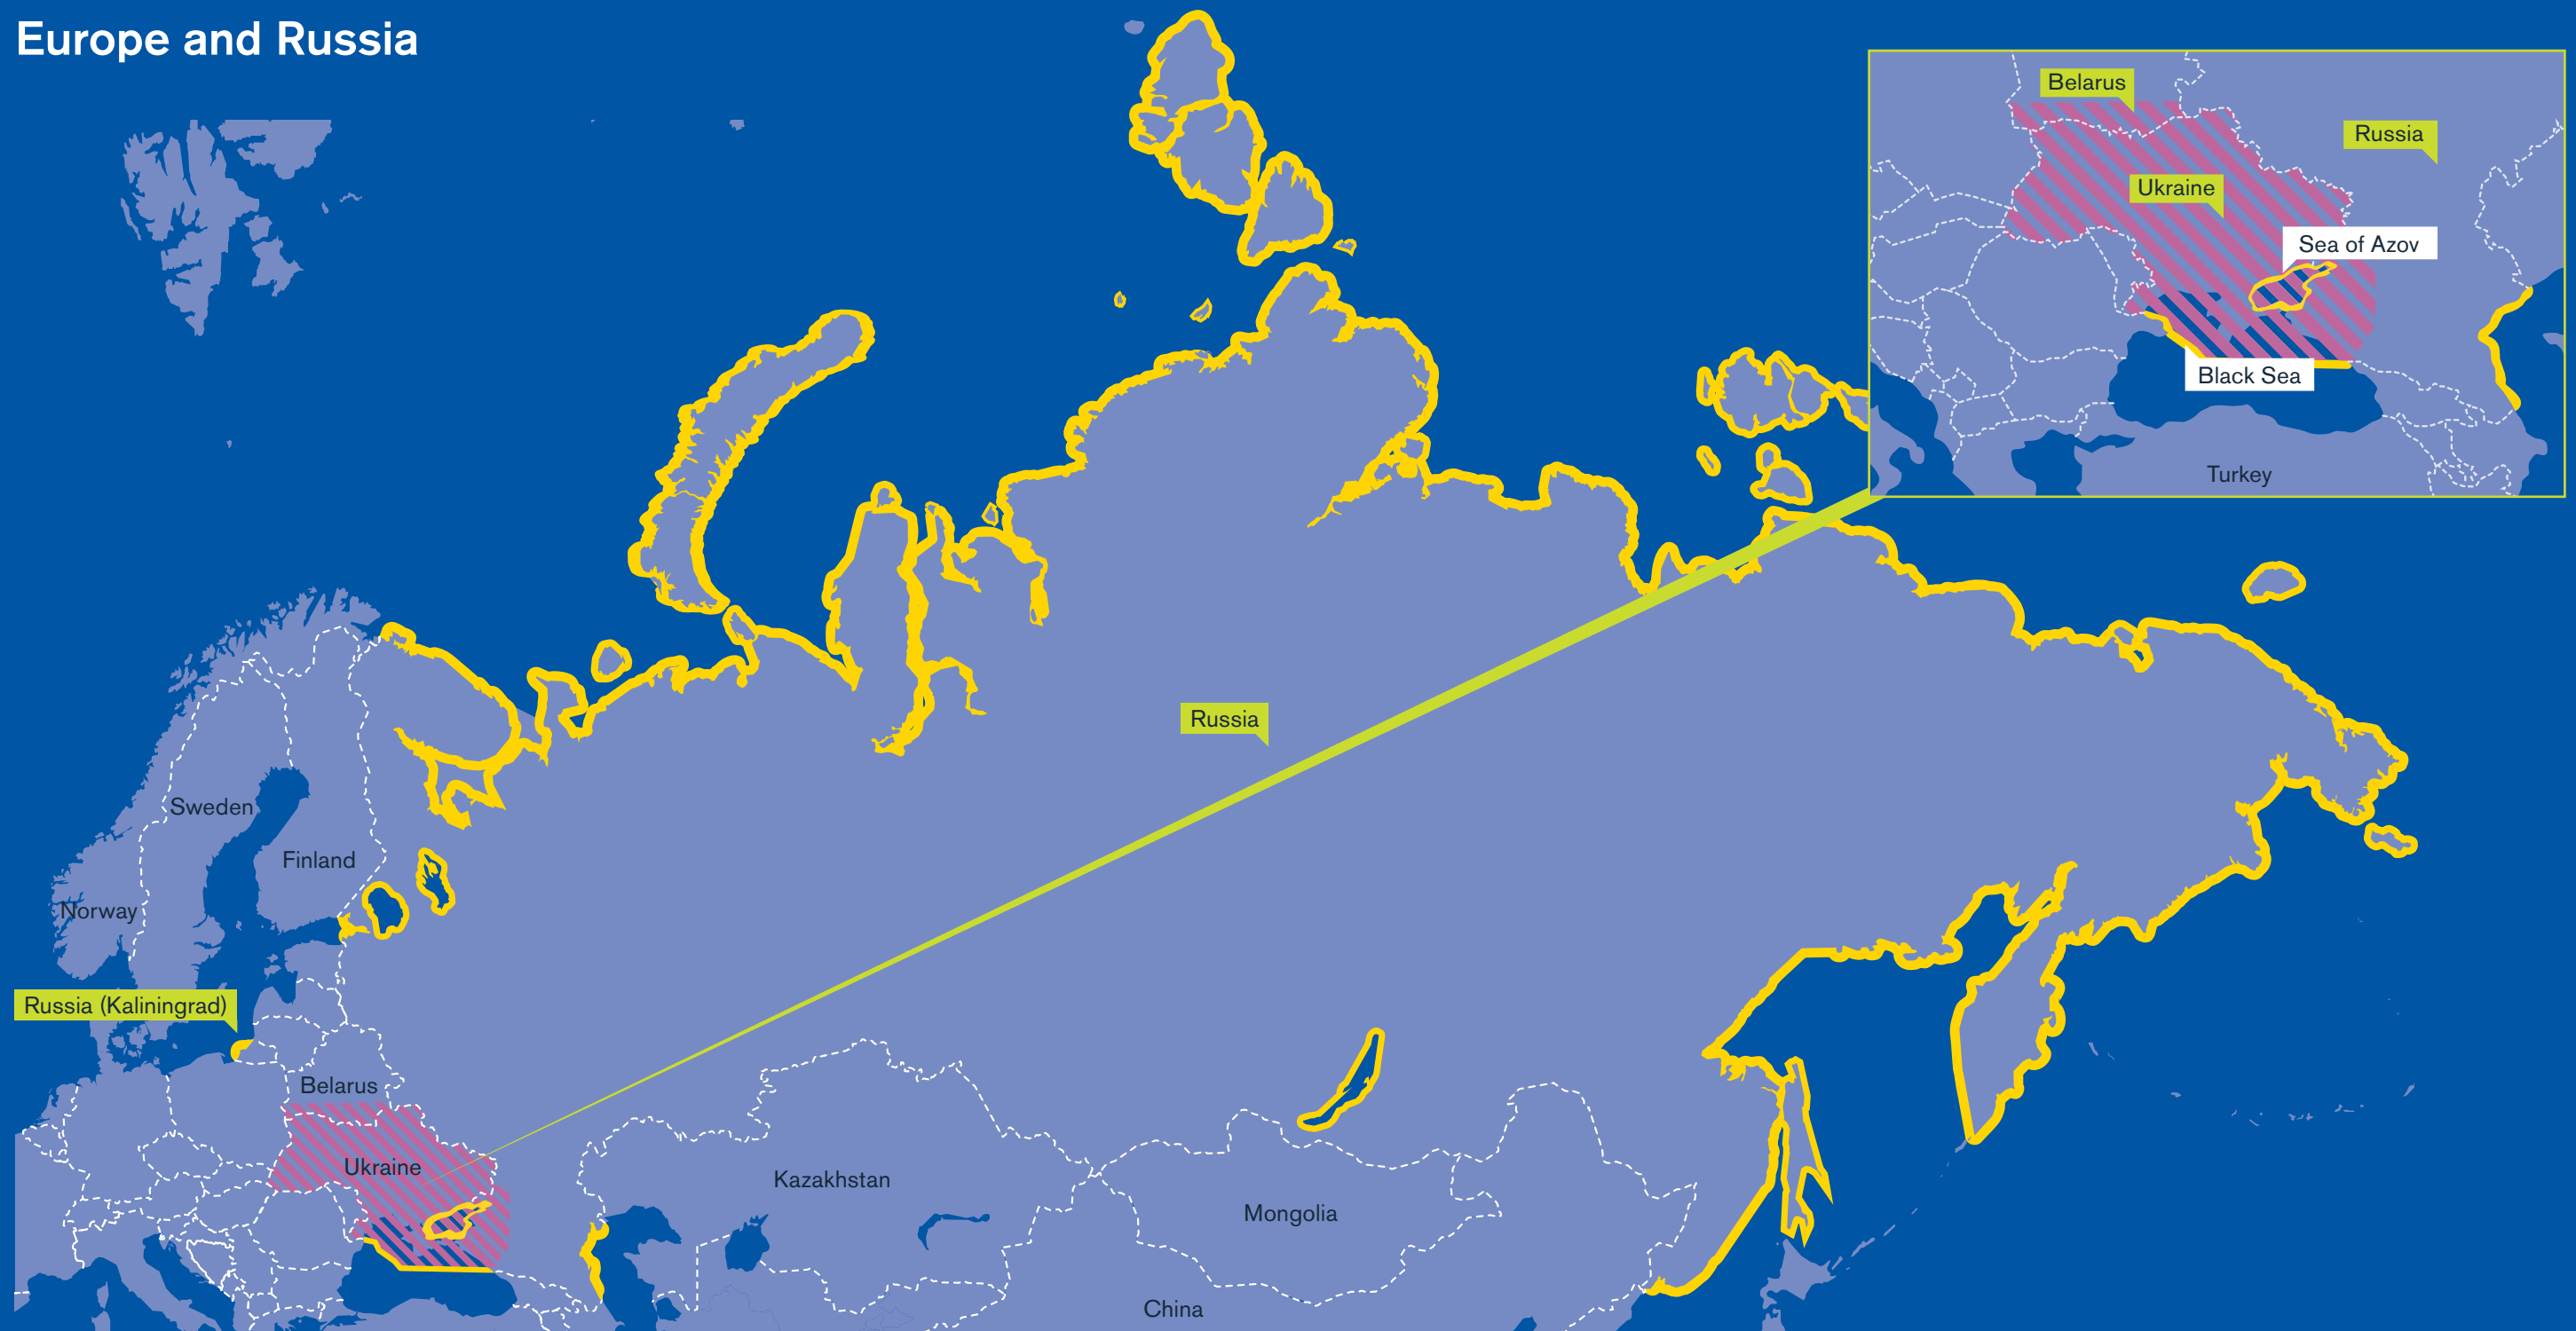 Europe and Russia
Belarus
Russia
Ukraine
Sea of Azov
Black Sea
Turkey
Russia
Sweden
Finland
Norway
Russia (Kaliningrad)
Belarus
Ukraine
Kazakhstan
Mongolia
China